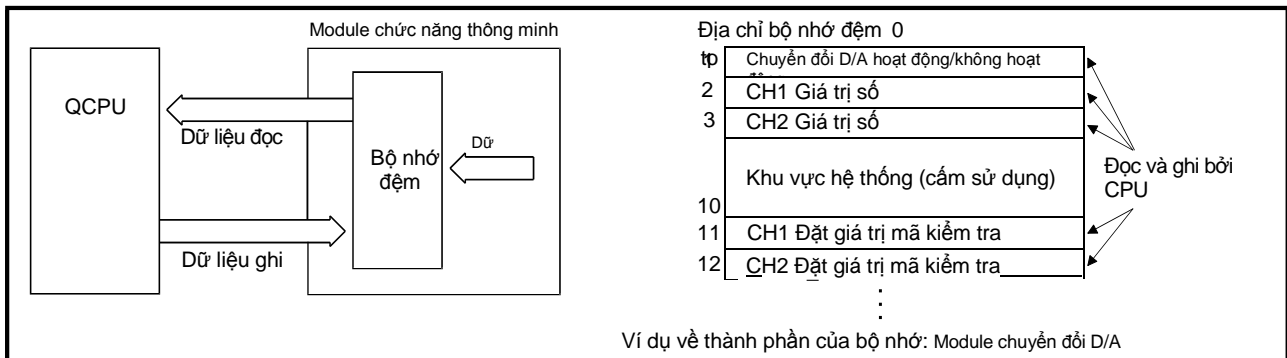 Module chức năng thông minh
QCPU
Dữ liệu đọc
Bộ nhớ
đệm
Dữ
Dữ liệu ghi
Địa chỉ bộ nhớ đệm 0
Chuyển đổi D/A hoạt động/không hoạt
2 CH1 Giá trị số
3 CH2 Giá trị số
Khu vực hệ thống (cấm sử dụng)
10
11 CH1 Đặt giá trị mã kiểm tra
12 CH2 Đặt giá trị mã kiểm tra
Đọc và ghi bởi
CPU
Ví dụ về thành phần của bộ nhớ: Module chuyển đổi D/A